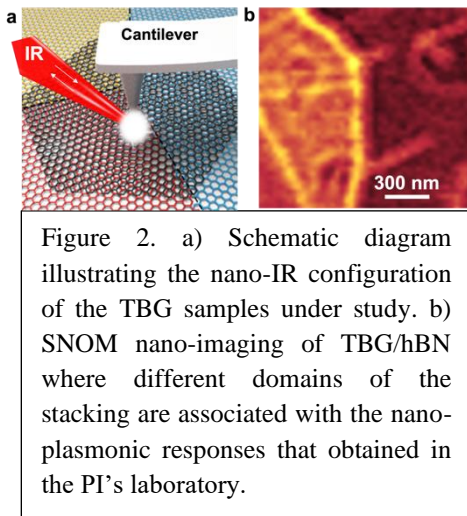 a
b
Cantilever
IR
300 nm
Figure 2. a) Schematic diagram
illustrating the nano-IR configuration
of the TBG samples under study. b)
SNOM nano-imaging of TBG/hBN
where different domains of the
stacking are associated with the nano-
plasmonic responses that obtained in
the PI's laboratory.